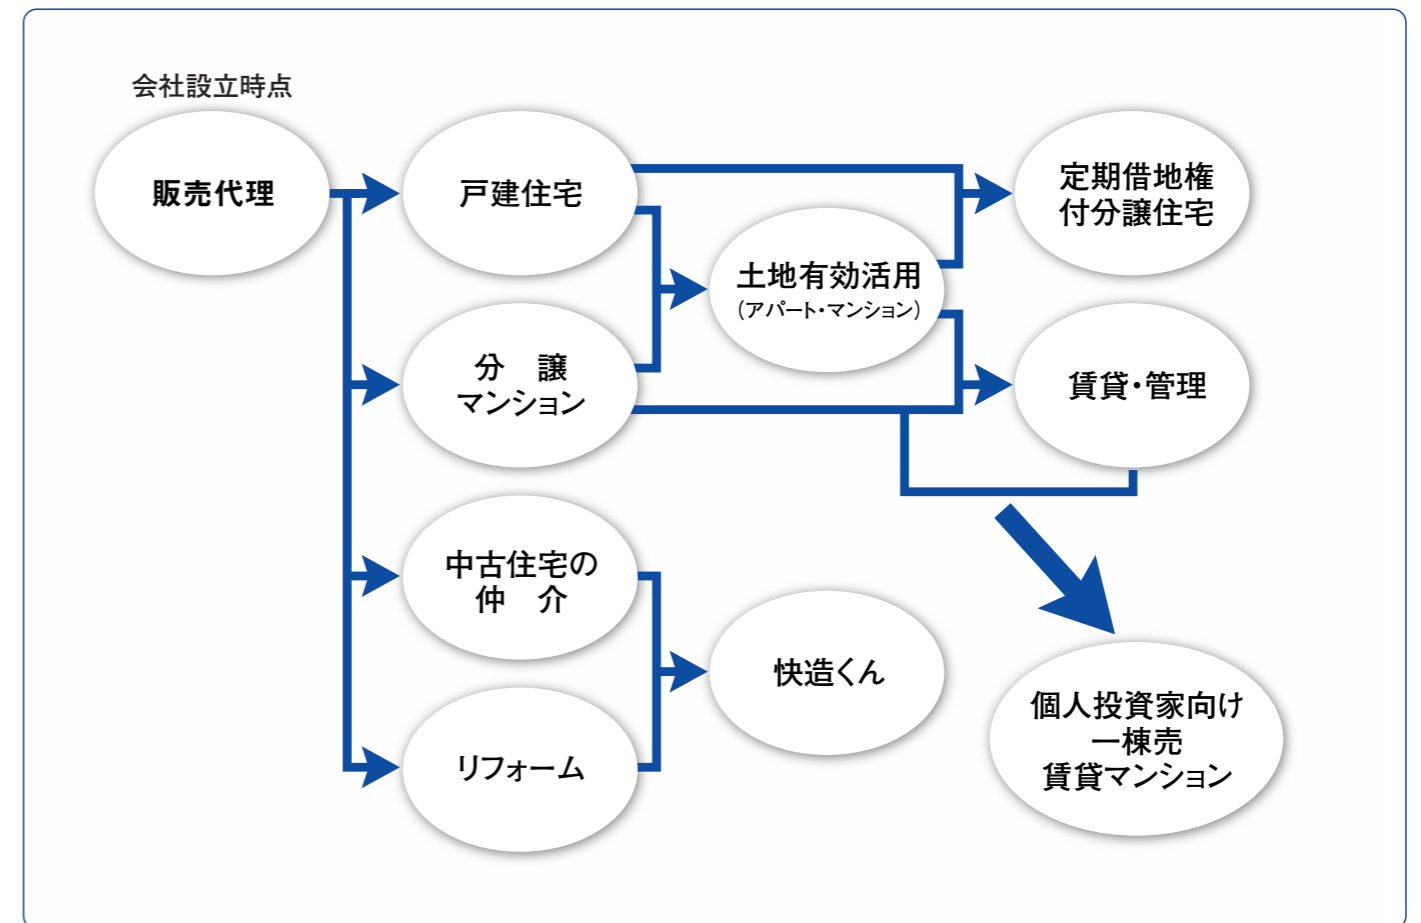 会社設立時点
販売代理
戸建住宅
定期借地権
付分譲住宅
土地有効活用
(アパート・マンション)
分　譲
マンション
賃貸・管理
中古住宅の
仲　介
快造くん
リフォーム
個人投資家向け
一棟売
賃貸マンション